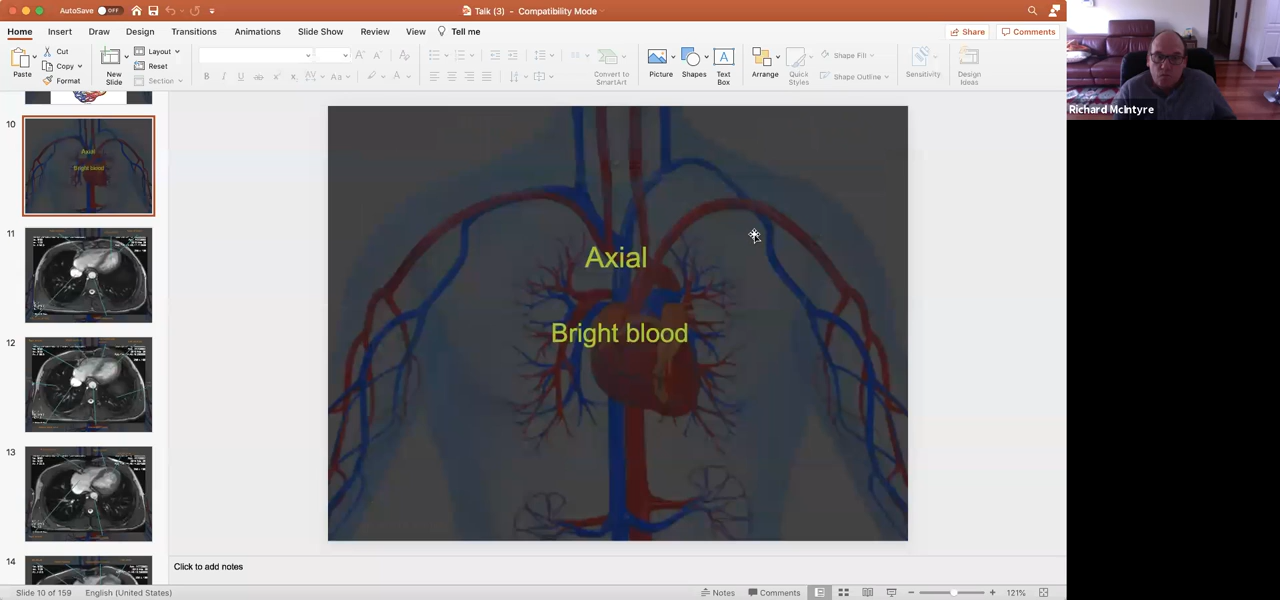 AutoSave OFF
Talk (3) - Compatibility Mode
Home Insert Draw Design Transitions Animations Slide Show Review View Tell me
Share Comments
Paste
Cut
Copy
Format
New
Slide
Layout
Reset
Section
Convert to
SmartArt
Picture
Shapes
Text
Box
Arrange
Quick
Styles
Shape Fill
Shape Outline
Sensitivity
Design
Ideas
Richard McIntyre
10
Axial
Bright blood
11
12
13
14
Axial
Bright blood
Click to add notes
Slide 10 of 159 English (United States) Notes Comments 121%